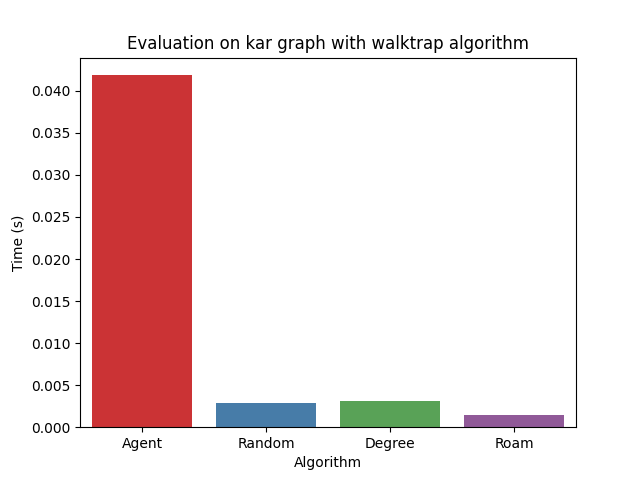 Evaluation on kar graph with walktrap algorithm
0.040
0.035
0.030
0.025
0.020
0.015
0.010
0.005
0.000
Time (s)
Agent Random Degree Roam
Algorithm